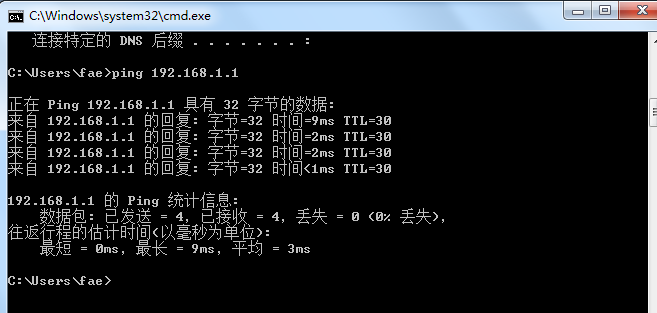 C:\Windows\system32\cmd.exe
连接特定的 DNS 后缀 . . . . . . . :
C:\Users\fae>ping 192.168.1.1
正在 Ping 192.168.1.1 具有 32 字节的数据:
来自 192.168.1.1 的回复: 字节=32 时间=9ms TTL=30
来自 192.168.1.1 的回复: 字节=32 时间=2ms TTL=30
来自 192.168.1.1 的回复: 字节=32 时间=2ms TTL=30
来自 192.168.1.1 的回复: 字节=32 时间<1ms TTL=30
192.168.1.1 的 Ping 统计信息:
数据包: 已发送 = 4, 已接收 = 4, 丢失 = 0 (0% 丢失),
往返行程的估计时间(以毫秒为单位):
最短 = 0ms, 最长 = 9ms, 平均 = 3ms
C:\Users\fae>